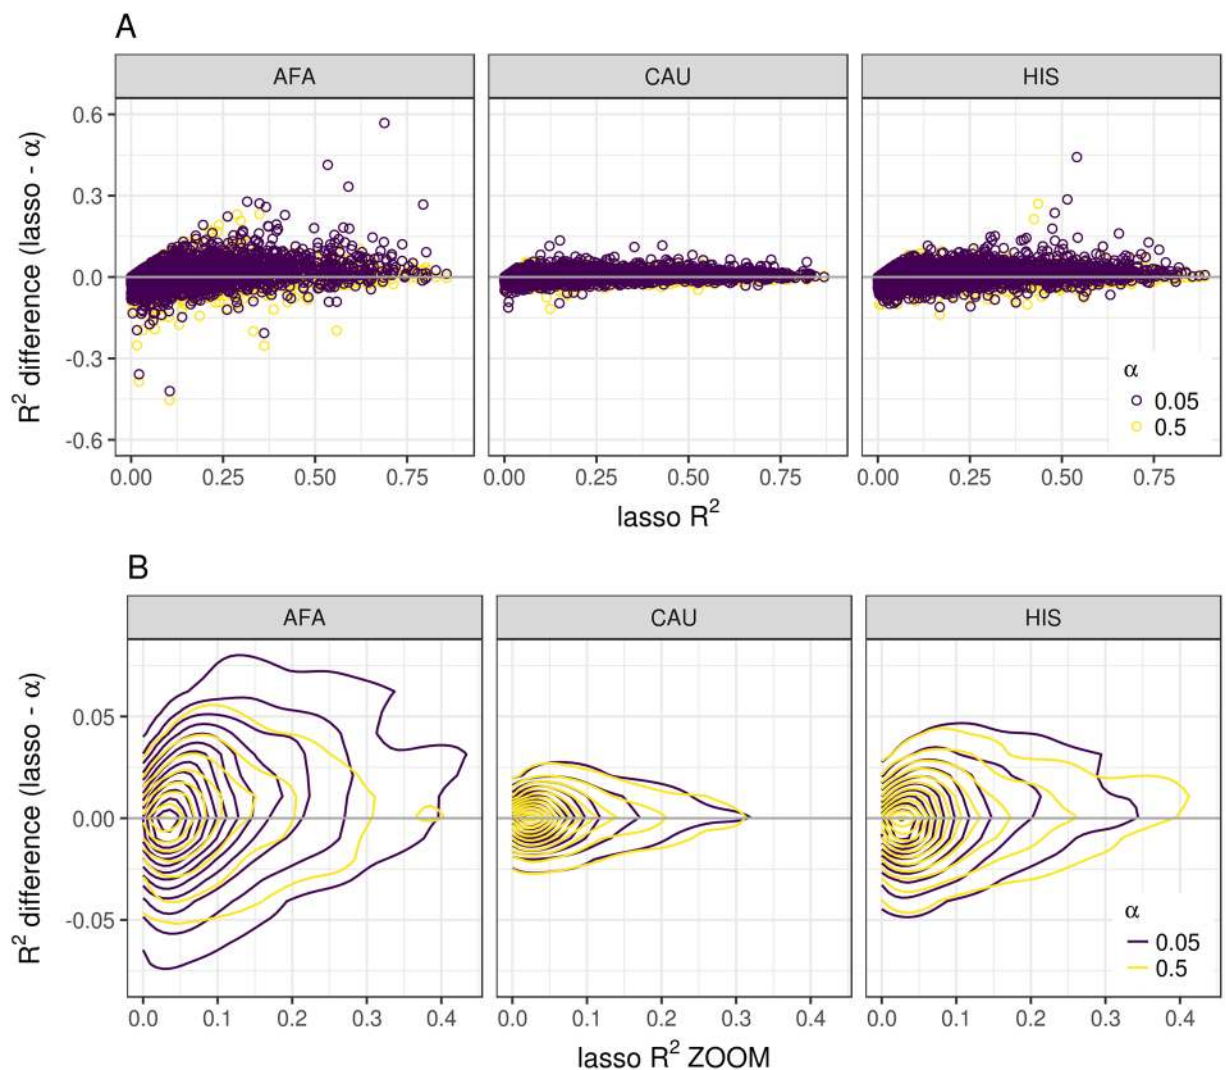 A
AFA CAU HIS
R² difference (lasso - α)
0.6
0.3
0.0
-0.3
-0.6
α
0.05
0.5
0.00 0.25 0.50 0.75 0.00 0.25 0.50 0.75 0.00 0.25 0.50 0.75
lasso R²
B
AFA CAU HIS
R² difference (lasso - α)
0.05
0.00
-0.05
α
0.05
0.5
0.0 0.1 0.2 0.3 0.4 0.0 0.1 0.2 0.3 0.4 0.0 0.1 0.2 0.3 0.4
lasso R² ZOOM